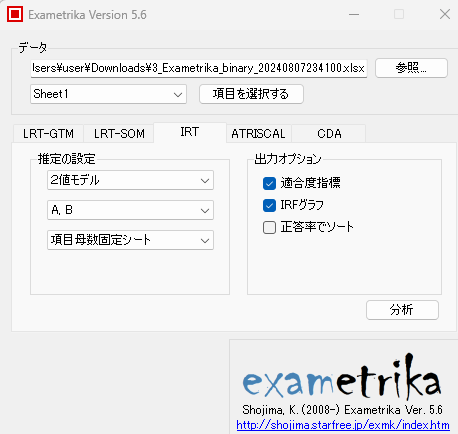 Exametrika Version 5.6
データ
Jsers¥user¥Downloads¥3_Exametrika_binary_20240807234100.xlsx
参照...
Sheet1
項目を選択する
LRT-GTM LRT-SOM IRT ATRISCAL CDA
推定の設定
2値モデル
A, B
項目母数固定シート
出力オプション
適合度指標
IRFグラフ
正答率でソート
分析
exametrika
Shojima, K. (2008-) Exametrika Ver. 5.6
http://shojima.starfree.jp/exmk/index.htm